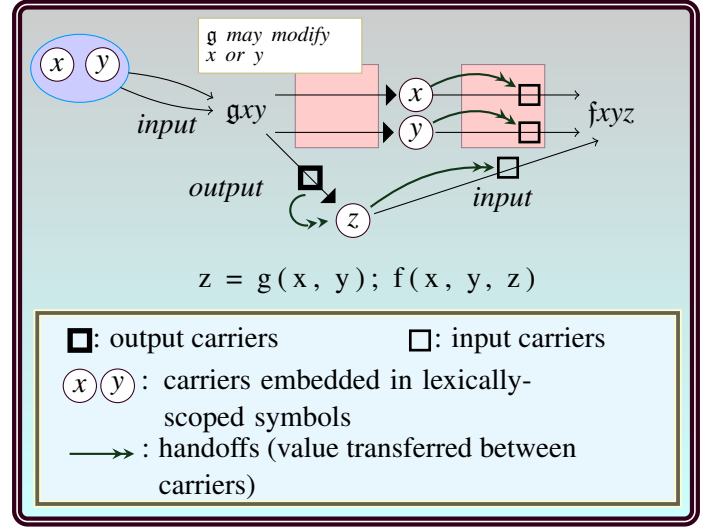 𝔤 may modify
x or y
x y
x
input
𝔤xy
𝔣xyz
y
output
input
z
z = g(x, y); f(x, y, z)
: output carriers
: input carriers
x y : carriers embedded in lexically-
scoped symbols
: handoffs (value transferred between
carriers)